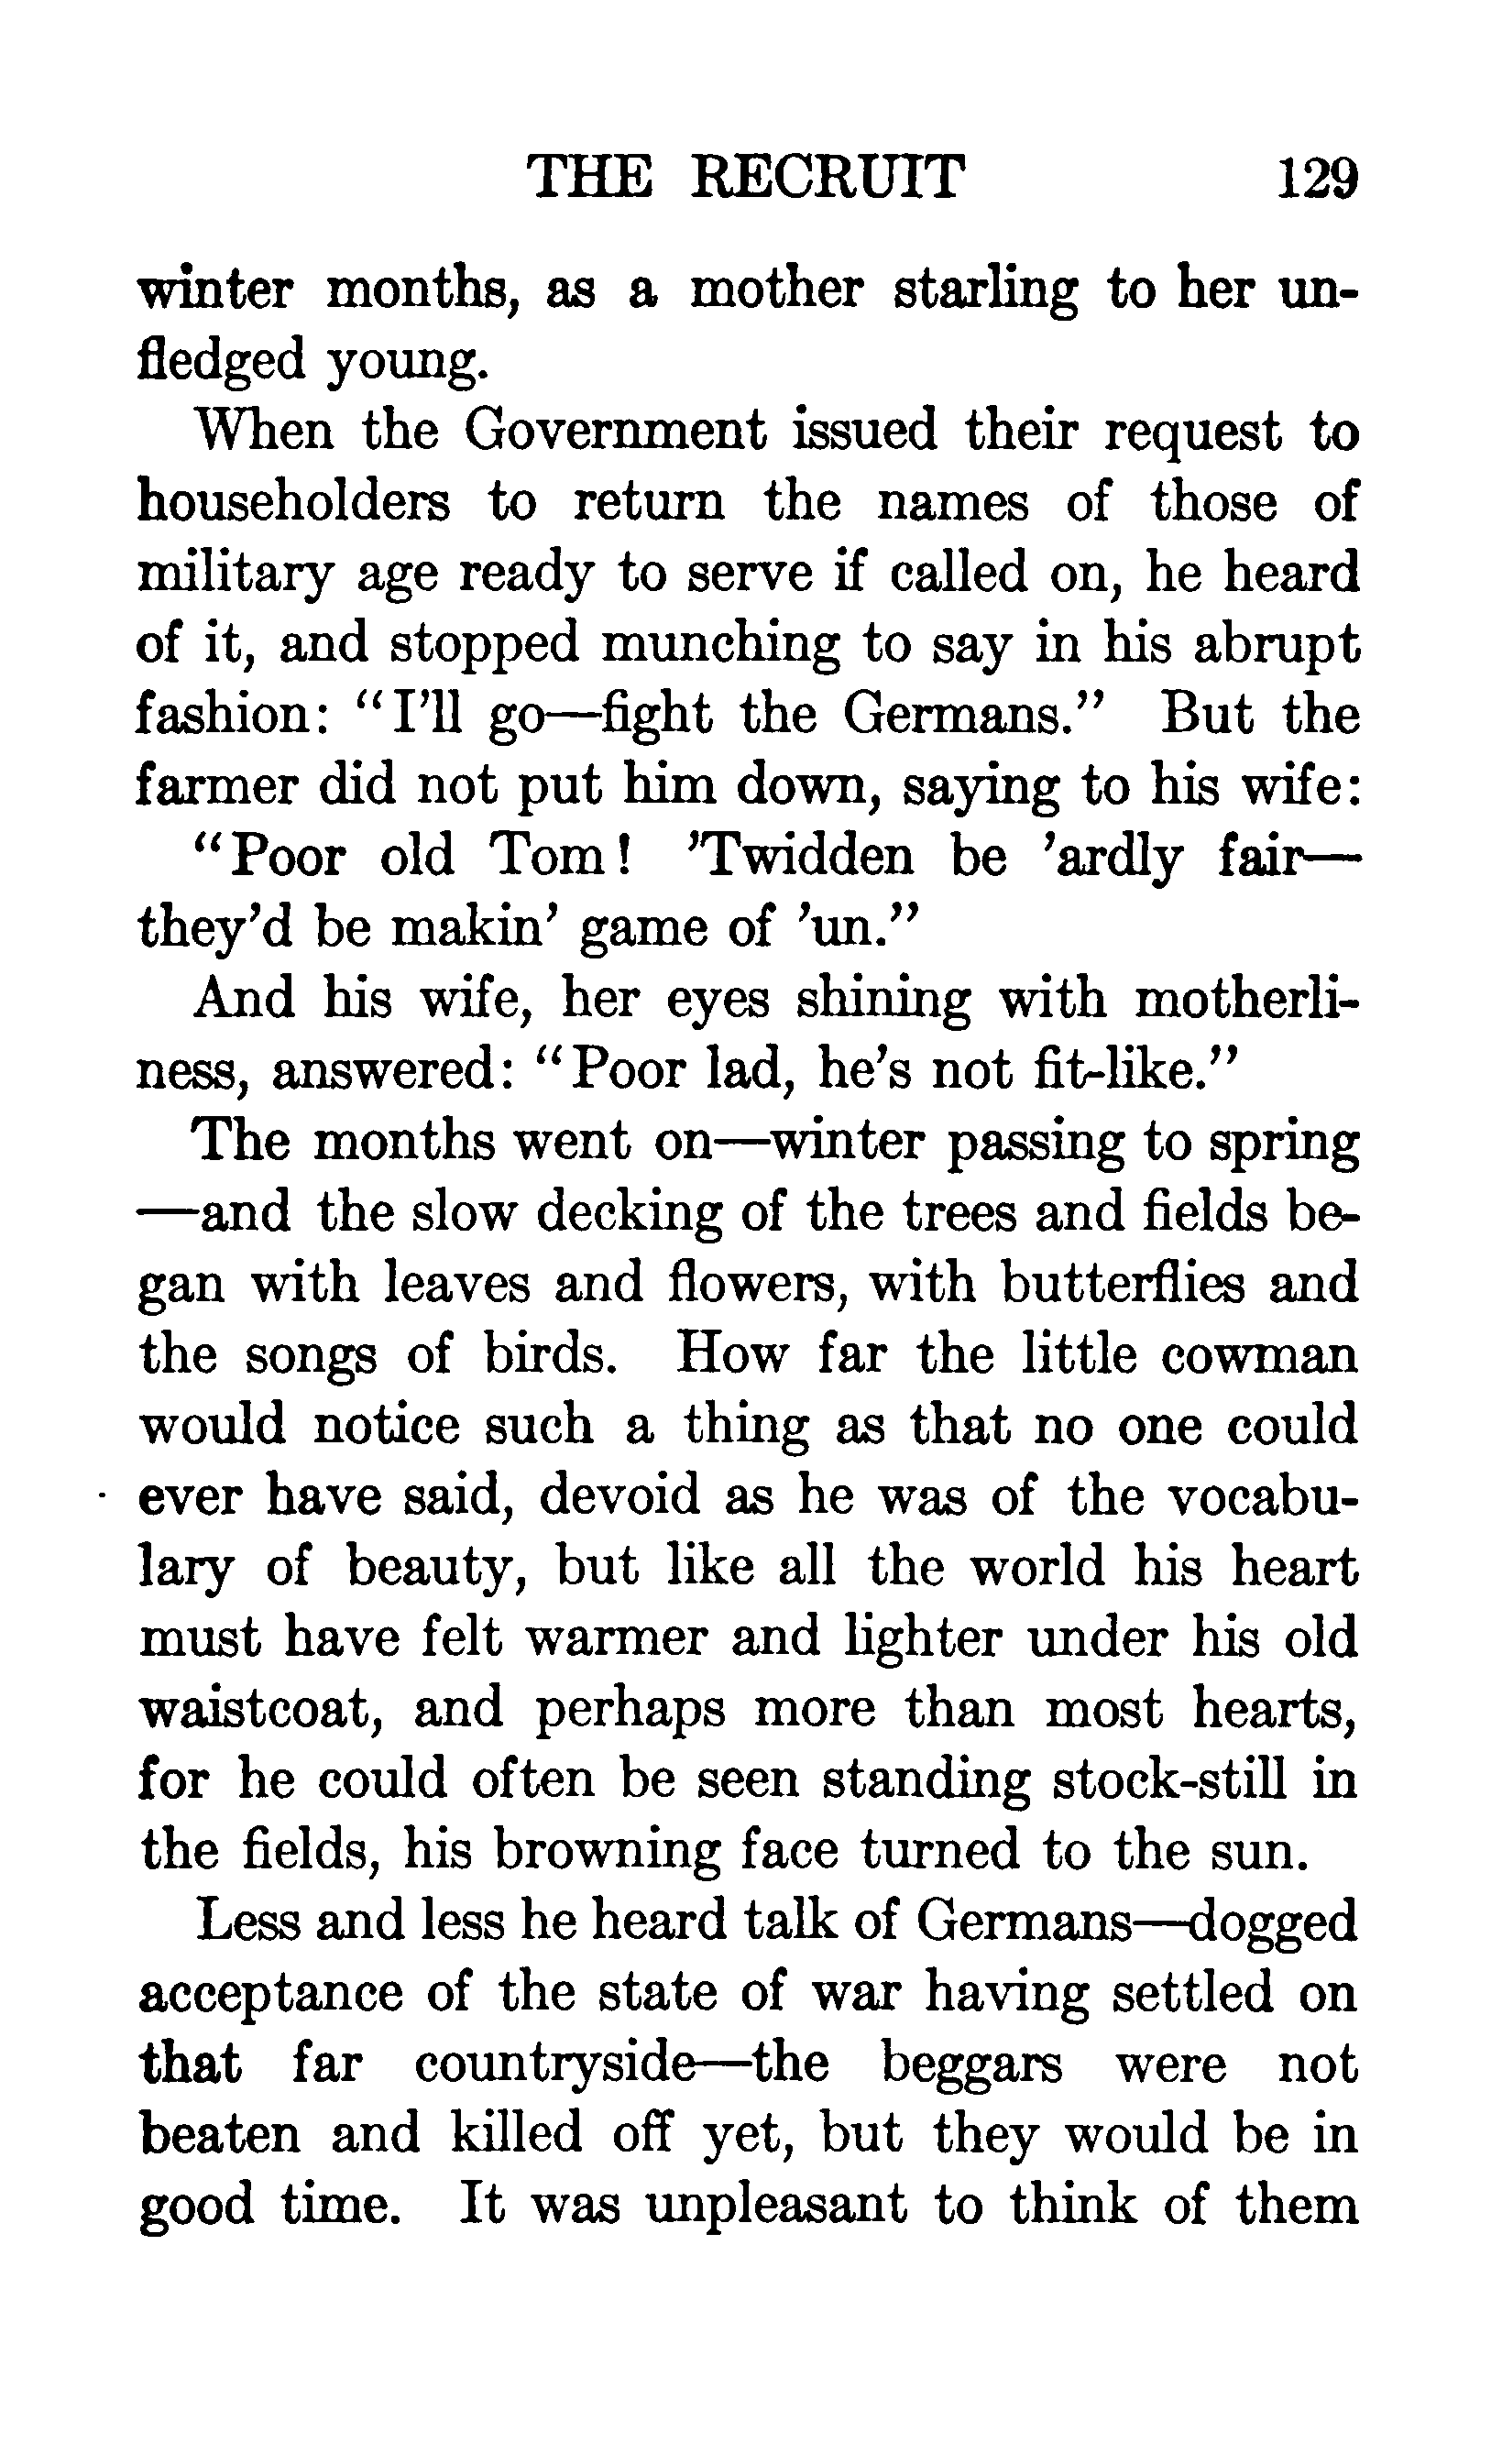 THE RECRUIT 129
winter months, as a mother starling to her un-
fledged young.
When the Government issued their request to
householders to return the names of those of
military age ready to serve if called on, he heard
of it, and stopped munching to say in his abrupt
fashion: “I’ll go—fight the Germans.” But the
farmer did not put him down, saying to his wife:
“Poor old Tom! ’Twidden be ’ardly fair—
they’d be makin’ game of ’un.”
And his wife, her eyes shining with motherli-
ness, answered: “Poor lad, he’s not fit-like.”
The months went on—winter passing to spring
—and the slow decking of the trees and fields be-
gan with leaves and flowers, with butterflies and
the songs of birds. How far the little cowman
would notice such a thing as that no one could
ever have said, devoid as he was of the vocabu-
lary of beauty, but like all the world his heart
must have felt warmer and lighter under his old
waistcoat, and perhaps more than most hearts,
for he could often be seen standing stock-still in
the fields, his browning face turned to the sun.
Less and less he heard talk of Germans—dogged
acceptance of the state of war having settled on
that far countryside—the beggars were not
beaten and killed off yet, but they would be in
good time. It was unpleasant to think of them